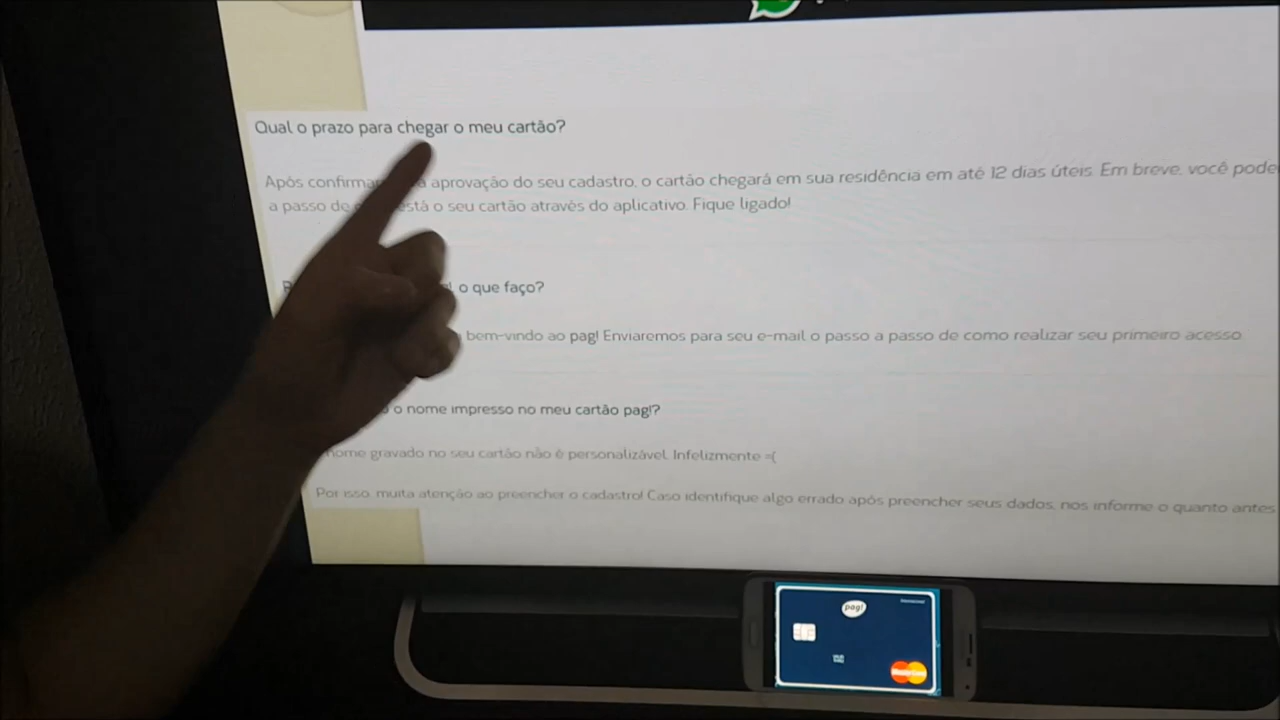 Qual o prazo para chegar o meu cartão?
Após confirmar a aprovação do seu cadastro, o cartão chegará em sua residência em até 12 dias úteis. Em breve, você pode
a passo de está o seu cartão através do aplicativo. Fique ligado!
o que faço?
bem-vindo ao pag! Enviaremos para seu e-mail o passo a passo de como realizar seu primeiro acesso.
o nome impresso no meu cartão pag!?
nome gravado no seu cartão não é personalizável. Infelizmente =(
Por isso, muita atenção ao preencher o cadastro! Caso identifique algo errado após preencher seus dados, nos informe o quanto antes
pag!
MasterCard